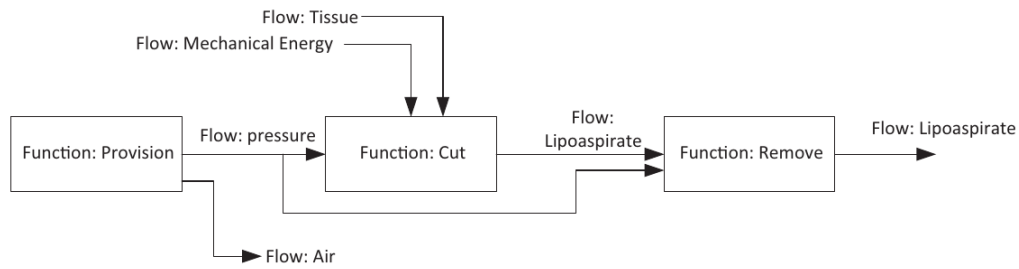 Flow: Tissue
Flow: Mechanical Energy
Function: Provision
Flow: pressure
Function: Cut
Flow:
Lipoaspirate
Function: Remove
Flow: Lipoaspirate
Flow: Air